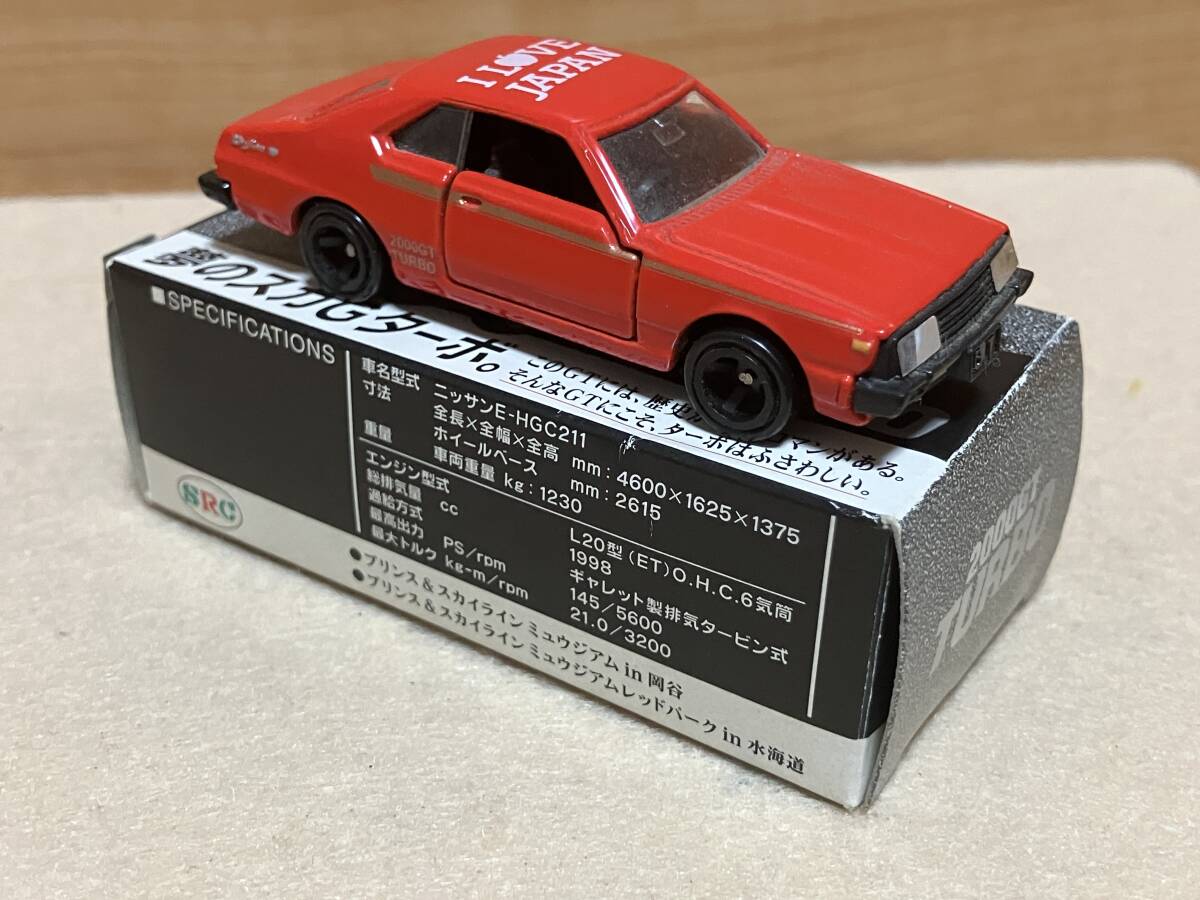 I LOVE
JAPAN
Skyline
2000GT
TURBO
夢のスカGターボ。
このGTには、歴史
マンがある。
そんなGTにこそ、ターボはふさわしい。
■SPECIFICATIONS
車名型式 ニッサンE-HGC211
寸法 全長×全幅×全高 mm:4600×1625×1375
ホイールベース mm:2615
重量 車両重量 kg:1230
エンジン型式 L20型(ET)O.H.C.6気筒
総排気量 cc 1998
過給方式 ギャレット製排気タービン式
最高出力 PS/rpm 145/5600
最大トルク kg-m/rpm 21.0/3200
SRC
●プリンス&スカイラインミュウジアム in 岡谷
●プリンス&スカイラインミュウジアムレッドパーク in 水海道
2000GT
TURBO